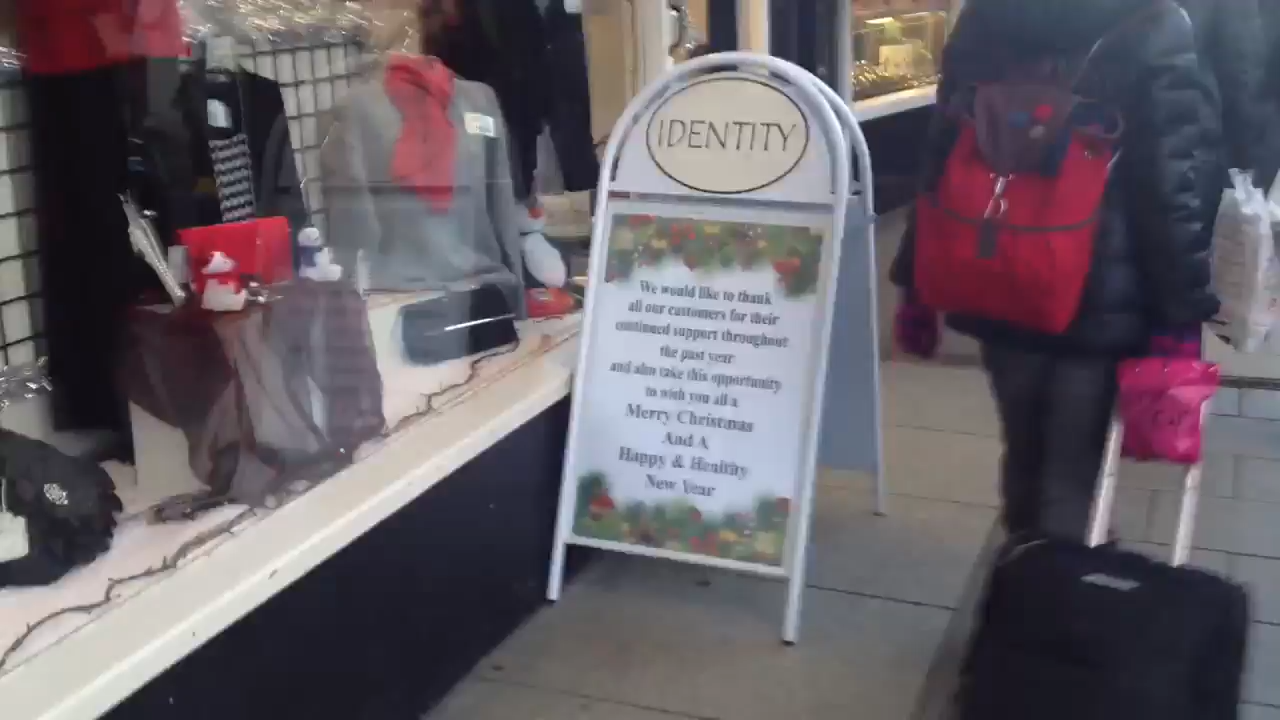 IDENTITY
We would like to thank
all our customers for their
continued support throughout
the past year
and also take this opportunity
to wish you all a
Merry Christmas
And A
Happy & Healthy
New Year